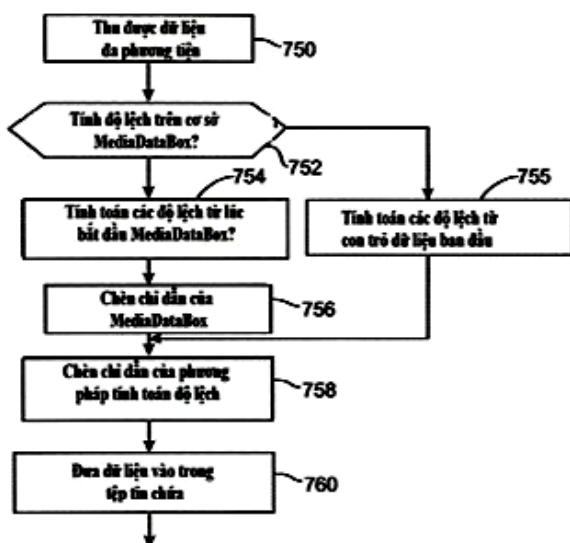 Thu được dữ liệu
đa phương tiện
750
Tính độ lệch trên cơ sở
MediaDataBox?
752
754
Tính toán các độ lệch từ lúc
bắt đầu MediaDataBox?
755
Tính toán các độ lệch từ
con trỏ dữ liệu ban đầu
Chèn chỉ dẫn của
MediaDataBox
756
Chèn chỉ dẫn của phương
pháp tính toán độ lệch
758
Đưa dữ liệu vào trong
tệp tin chứa
760